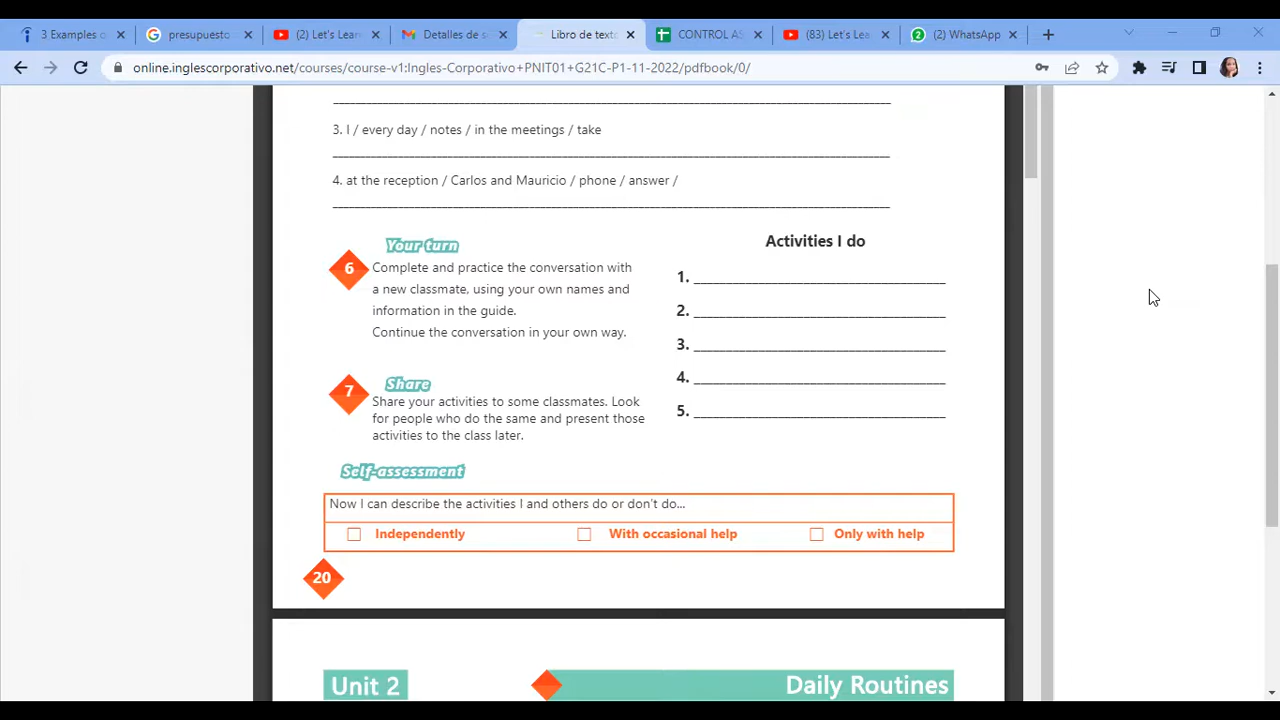 3 Examples o
presupuesto
(2) Let's Lear
Detalles de s
Libro de texto
CONTROL AS
(83) Let's Lea
(2) WhatsApp
online.inglescorporativo.net/courses/course-v1:Ingles-Corporativo+PNIT01+G21C-P1-11-2022/pdfbook/0/
3. I / every day / notes / in the meetings / take
4. at the reception / Carlos and Mauricio / phone / answer /
Your turn
6
Complete and practice the conversation with
a new classmate, using your own names and
information in the guide.
Continue the conversation in your own way.
7
Share
Share your activities to some classmates. Look
for people who do the same and present those
activities to the class later.
Activities I do
1.
2.
3.
4.
5.
Self-assessment
Now I can describe the activities I and others do or don't do...
Independently
With occasional help
Only with help
20
Unit 2
Daily Routines